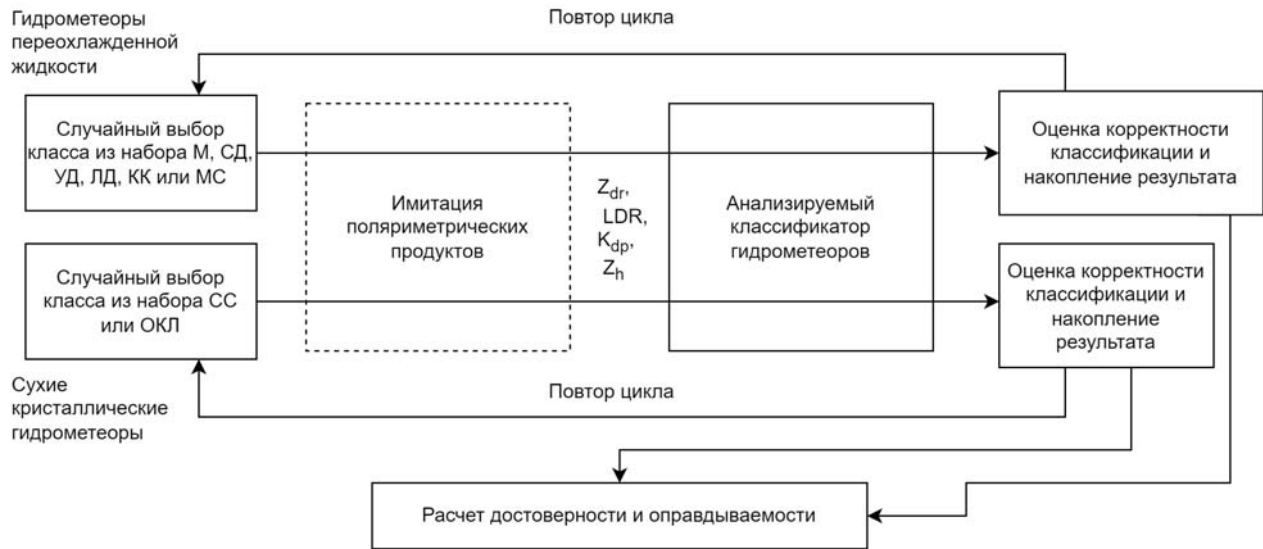 Гидрометеоры
переохлажденной
жидкости
Повтор цикла
Случайный выбор
класса из набора М, СД,
УД, ЛД, КК или МС
Имитация
поляриметрических
продуктов
Z_dr,
LDR,
K_dp,
Z_h
Анализируемый
классификатор
гидрометеоров
Оценка корректности
классификации и
накопление результата
Случайный выбор
класса из набора СС
или ОКЛ
Оценка корректности
классификации и
накопление
результата
Сухие
кристаллические
гидрометеоры
Повтор цикла
Расчет достоверности и оправдываемости